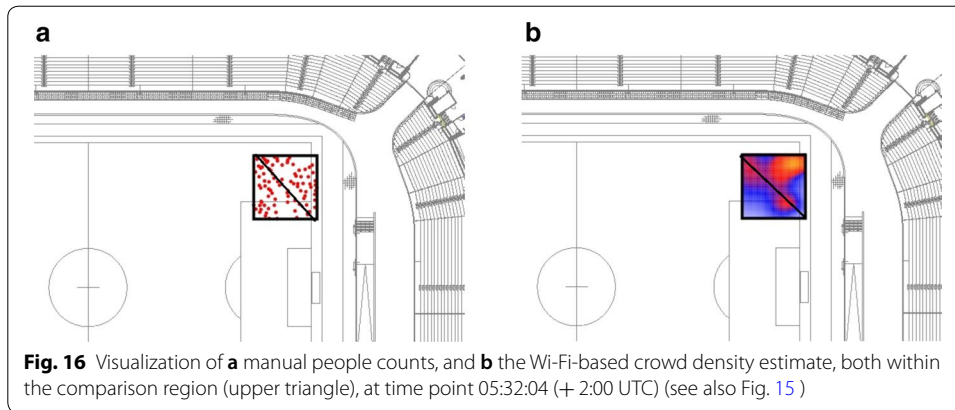 a
b
Fig. 16 Visualization of a manual people counts, and b the Wi-Fi-based crowd density estimate, both within
the comparison region (upper triangle), at time point 05:32:04 (+ 2:00 UTC) (see also Fig. 15 )